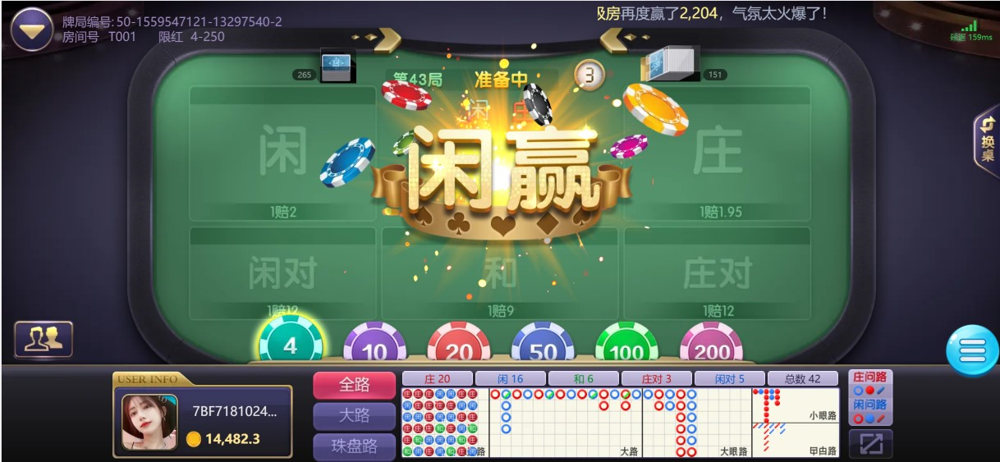 级房再度赢了2,204，气氛太火爆了！
牌局编号: 50-1559547121-13297540-2
房间号 T001 限红 4-250
延迟 159ms
265
第43局 准备中 3
151
闲 庄
闲赢
闲
1赔2
庄
1赔1.95
换桌
闲对
1赔12
和
1赔9
庄对
1赔12
4 10 20 50 100 200
USER INFO
7BF7181024...
14,482.3
全路
大路
珠盘路
庄 20 闲 16 和 6 庄对 3 闲对 5 总数 42
大路
大眼路
小眼路
曱甴路
庄问路
闲问路